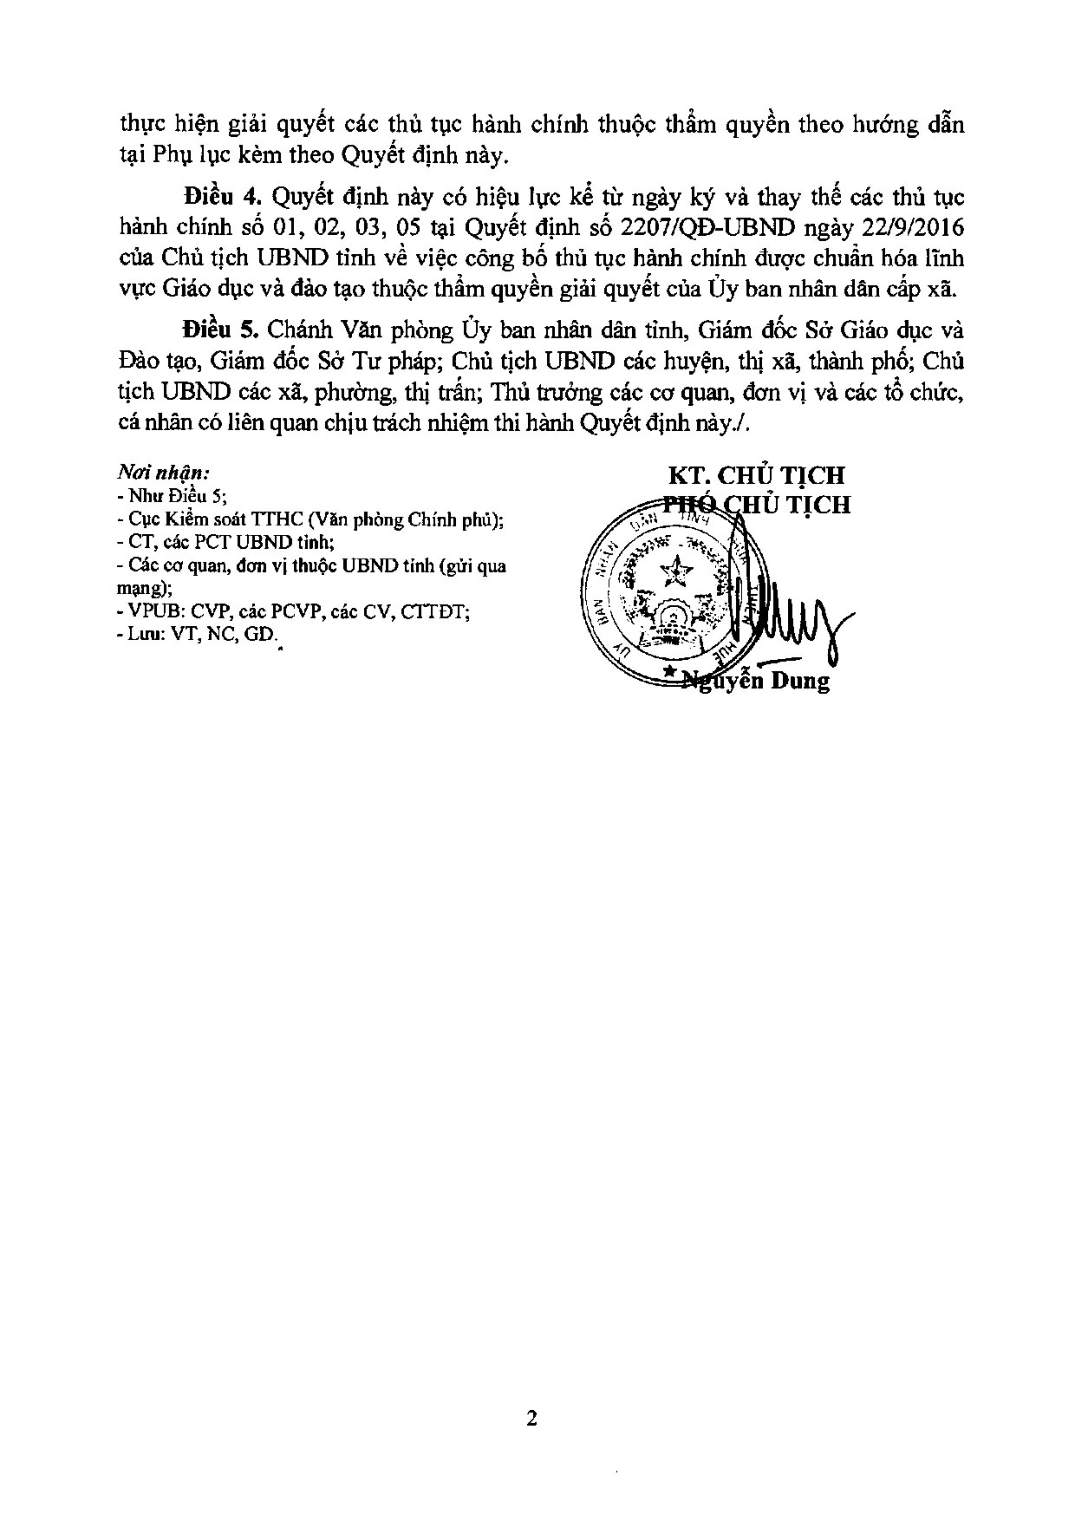 thực hiện giải quyết các thủ tục hành chính thuộc thẩm quyền theo hướng dẫn
tại Phụ lục kèm theo Quyết định này.
Điều 4. Quyết định này có hiệu lực kể từ ngày ký và thay thế các thủ tục
hành chính số 01, 02, 03, 05 tại Quyết định số 2207/QĐ-UBND ngày 22/9/2016
của Chủ tịch UBND tỉnh về việc công bố thủ tục hành chính được chuẩn hóa lĩnh
vực Giáo dục và đào tạo thuộc thẩm quyền giải quyết của Ủy ban nhân dân cấp xã.
Điều 5. Chánh Văn phòng Ủy ban nhân dân tỉnh, Giám đốc Sở Giáo dục và
Đào tạo, Giám đốc Sở Tư pháp; Chủ tịch UBND các huyện, thị xã, thành phố; Chủ
tịch UBND các xã, phường, thị trấn; Thủ trưởng các cơ quan, đơn vị và các tổ chức,
cá nhân có liên quan chịu trách nhiệm thi hành Quyết định này./.
Nơi nhận:
- Như Điều 5;
- Cục Kiểm soát TTHC (Văn phòng Chính phủ);
- CT, các PCT UBND tỉnh;
- Các cơ quan, đơn vị thuộc UBND tỉnh (gửi qua
mạng);
- VPUB: CVP, các PCVP, các CV, CTTĐT;
- Lưu: VT, NC, GD.
KT. CHỦ TỊCH
PHÓ CHỦ TỊCH
ỦY BAN NHÂN DÂN TỈNH THỪA THIÊN HUẾ
Nguyễn Dung
2